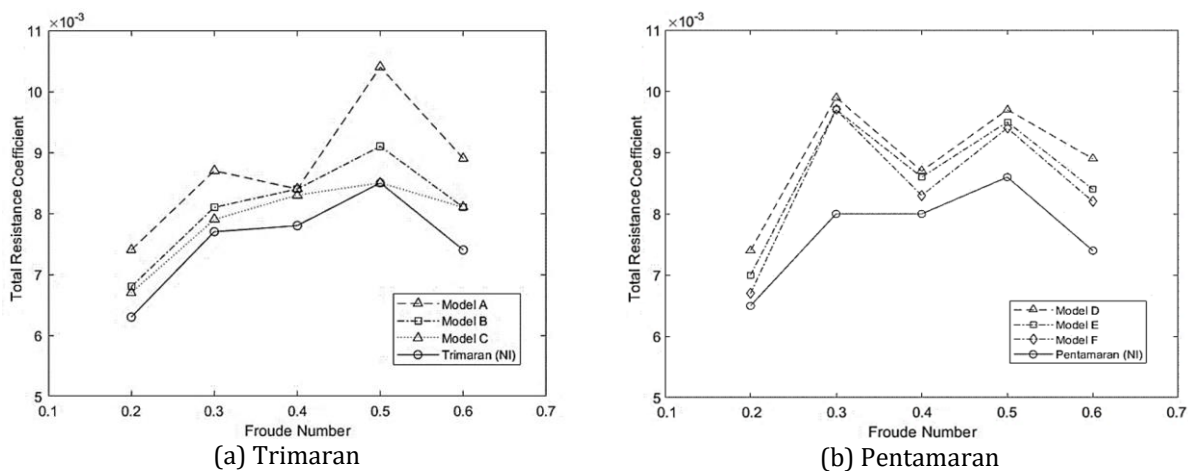 ×10⁻³
11
10
9
8
7
6
5
Total Resistance Coefficient
0.1 0.2 0.3 0.4 0.5 0.6 0.7
Froude Number
Model A
Model B
Model C
Trimaran (NI)
(a) Trimaran
×10⁻³
11
10
9
8
7
6
5
Total Resistance Coefficient
0.1 0.2 0.3 0.4 0.5 0.6 0.7
Froude Number
Model D
Model E
Model F
Pentamaran (NI)
(b) Pentamaran